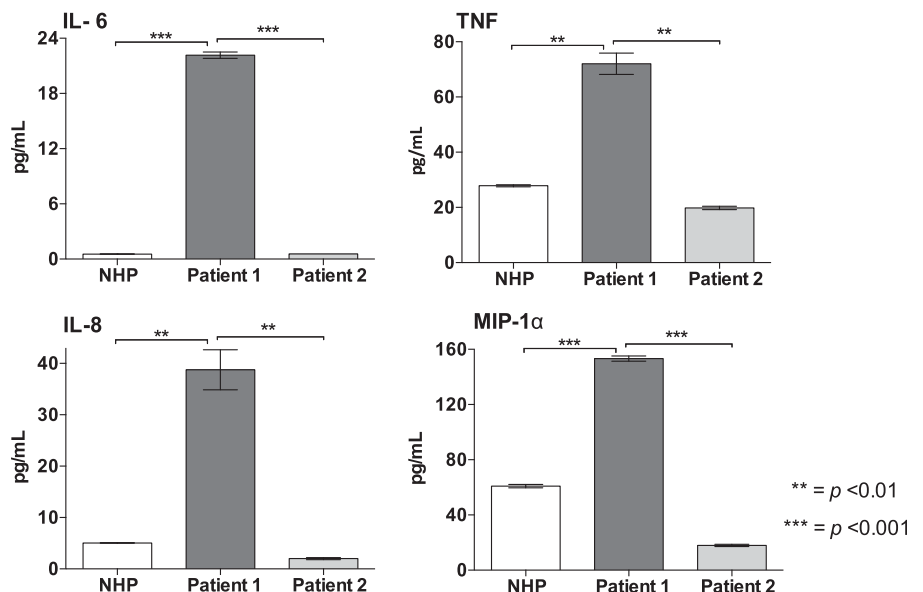 IL- 6
*** ***
24
18
12
6
0
pg/mL
NHP Patient 1 Patient 2
TNF
** **
80
60
40
20
0
pg/mL
NHP Patient 1 Patient 2
IL-8
** **
40
30
20
10
0
pg/mL
NHP Patient 1 Patient 2
MIP-1α
*** ***
160
120
80
40
0
pg/mL
NHP Patient 1 Patient 2
** = p <0.01
*** = p <0.001